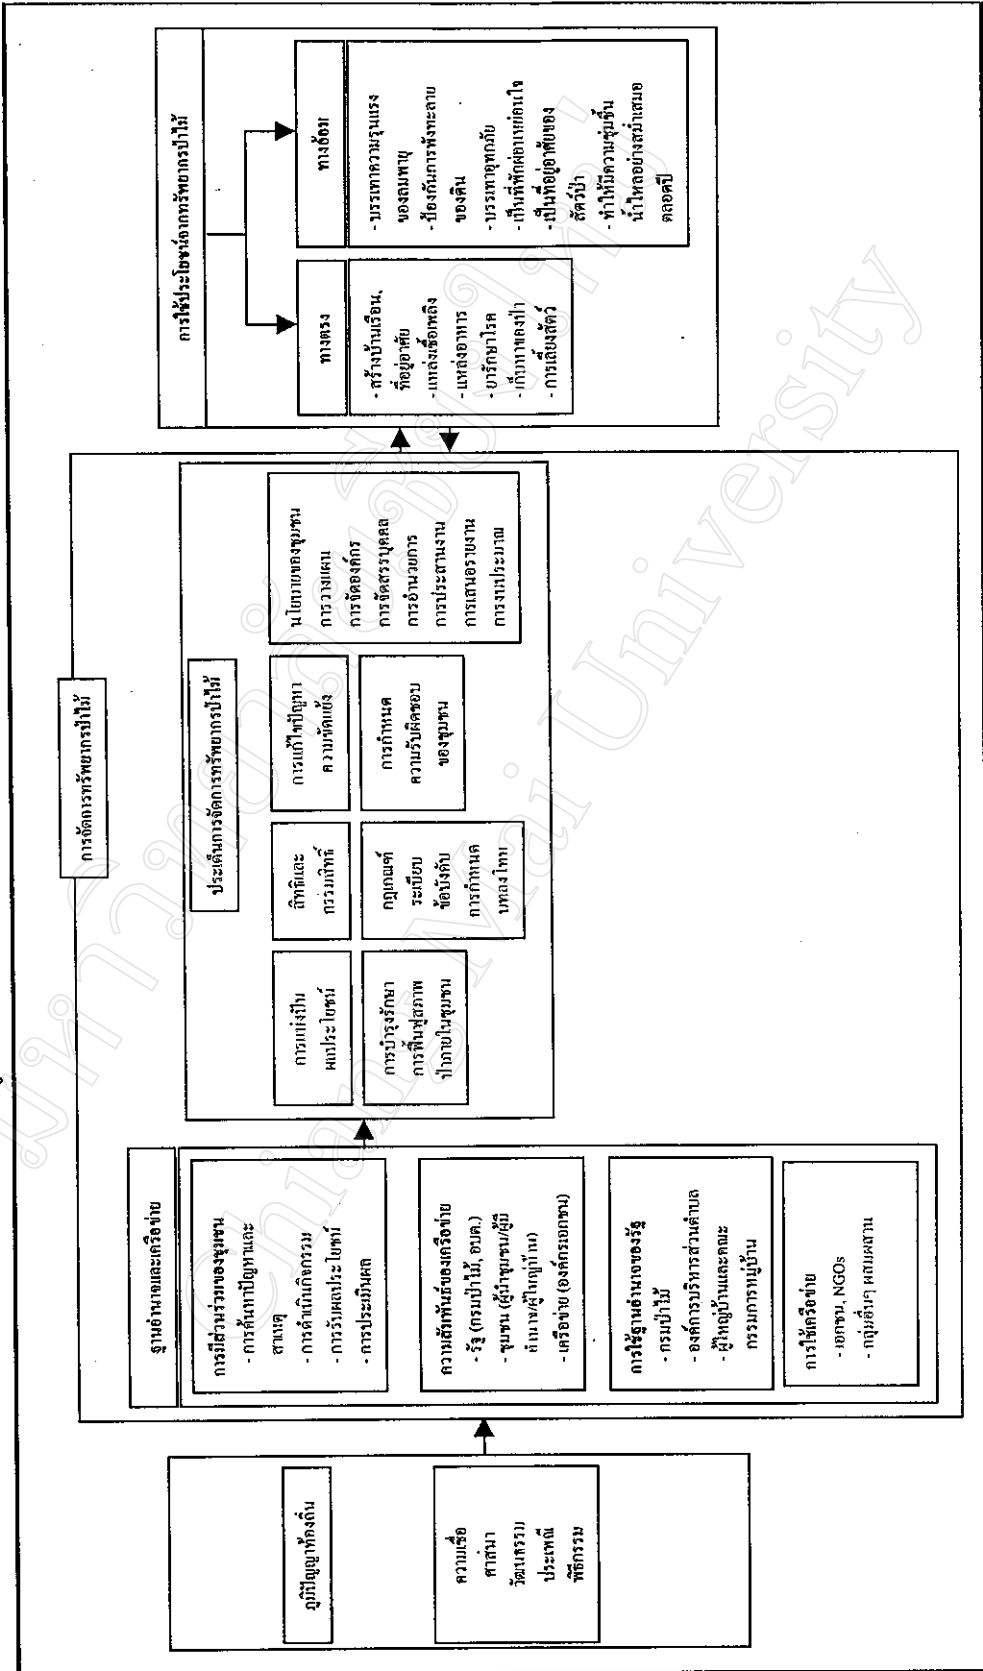 ภูมิปัญญาท้องถิ่น
ความเชื่อ
ศาสนา
วัฒนธรรม
ประเพณี
พิธีกรรม
การจัดการทรัพยากรป่าไม้
ฐานอำนาจและเครือข่าย
การมีส่วนร่วมของชุมชน
- การค้นหาปัญหาและ
สาเหตุ
- การดำเนินกิจกรรม
- การรับผลประโยชน์
- การประเมินผล
ความสัมพันธ์ของเครือข่าย
- รัฐ (กรมป่าไม้, อบต.)
- ชุมชน (ผู้นำชุมชน/ผู้มี
อำนาจ/ผู้ใหญ่บ้าน)
- เครือข่าย (องค์กรเอกชน)
การใช้ฐานอำนาจของรัฐ
- กรมป่าไม้
- องค์การบริหารส่วนตำบล
- ผู้ใหญ่บ้านและคณะ
กรรมการหมู่บ้าน
การใช้เครือข่าย
- เอกชน, NGOs
- กลุ่มอื่นๆ ผสมผสาน
ประเด็นการจัดการทรัพยากรป่าไม้
การแบ่งปัน
ผลประโยชน์
สิทธิและ
กรรมสิทธิ์
การแก้ไขปัญหา
ความขัดแย้ง
การบำรุงรักษา
การฟื้นฟูสภาพ
ป่าภายในชุมชน
กฎเกณฑ์
ระเบียบ
ข้อบังคับ
การกำหนด
บทลงโทษ
การกำหนด
ความรับผิดชอบ
ของชุมชน
นโยบายของชุมชน
การวางแผน
การจัดองค์กร
การจัดสรรบุคคล
การอำนวยการ
การประสานงาน
การเสนอรายงาน
การงบประมาณ
การใช้ประโยชน์จากทรัพยากรป่าไม้
ทางตรง
- สร้างบ้านเรือน,
ที่อยู่อาศัย
- แหล่งเชื้อเพลิง
- แหล่งอาหาร
- ยารักษาโรค
- เก็บหาของป่า
- การเลี้ยงสัตว์
ทางอ้อม
- บรรเทาความรุนแรง
ของลมพายุ
- ป้องกันการพังทะลาย
ของดิน
- บรรเทาอุทกภัย
- เป็นที่พักผ่อนหย่อนใจ
- เป็นที่อยู่อาศัยของ
สัตว์ป่า
- ทำให้มีความชุ่มชื้น
น้ำไหลอย่างสม่ำเสมอ
ตลอดปี
มหาวิทยาลัยเชียงใหม่
Chiang Mai University